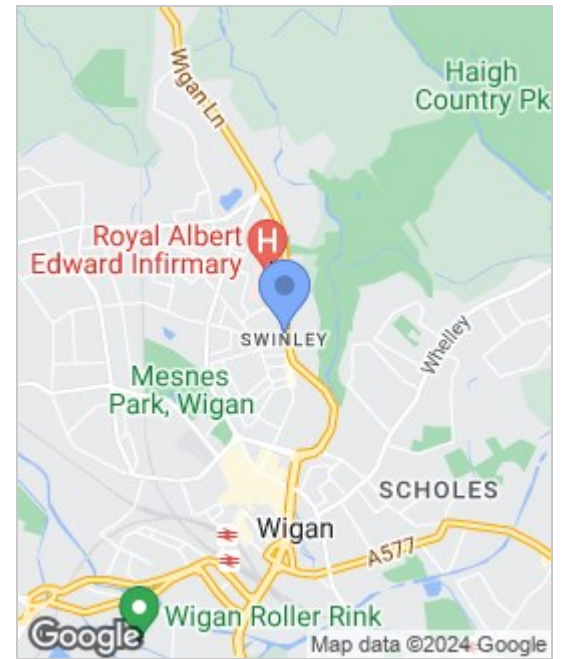 Wigan Ln
Haigh
Country Pk
Royal Albert
Edward Infirmary
H
SWINLEY
Whelley
Mesnes
Park, Wigan
SCHOLES
Wigan
A577
Wigan Roller Rink
Google
Map data ©2024 Google